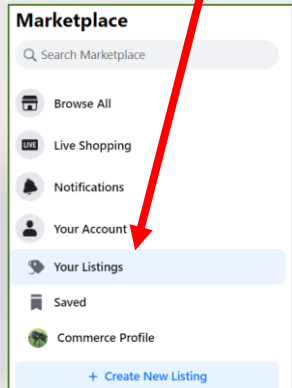 Marketplace
Search Marketplace
Browse All
LIVE Live Shopping
Notifications
Your Account
Your Listings
Saved
Commerce Profile
+ Create New Listing